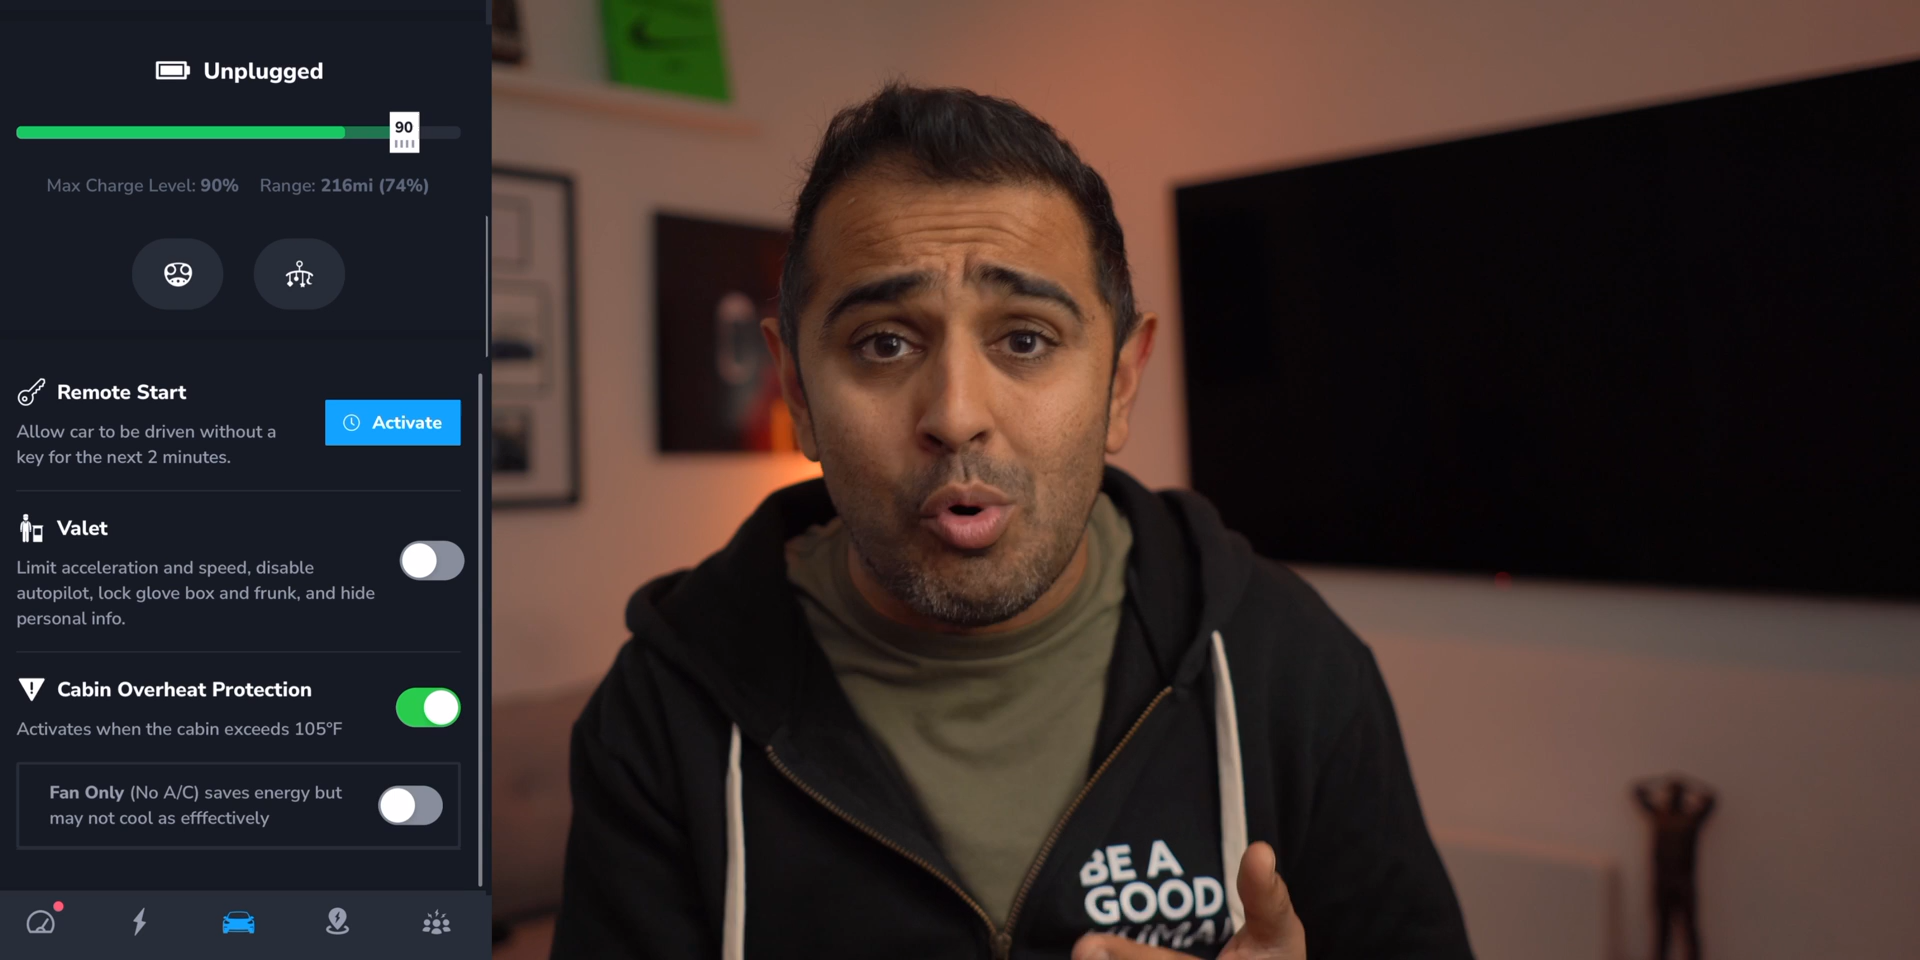 Unplugged
90
Max Charge Level: 90% Range: 216mi (74%)
Remote Start
Allow car to be driven without a
key for the next 2 minutes.
Activate
Valet
Limit acceleration and speed, disable
autopilot, lock glove box and frunk, and hide
personal info.
Cabin Overheat Protection
Activates when the cabin exceeds 105°F
Fan Only (No A/C) saves energy but
may not cool as efffectively
BE A
GOOD
HUMAN